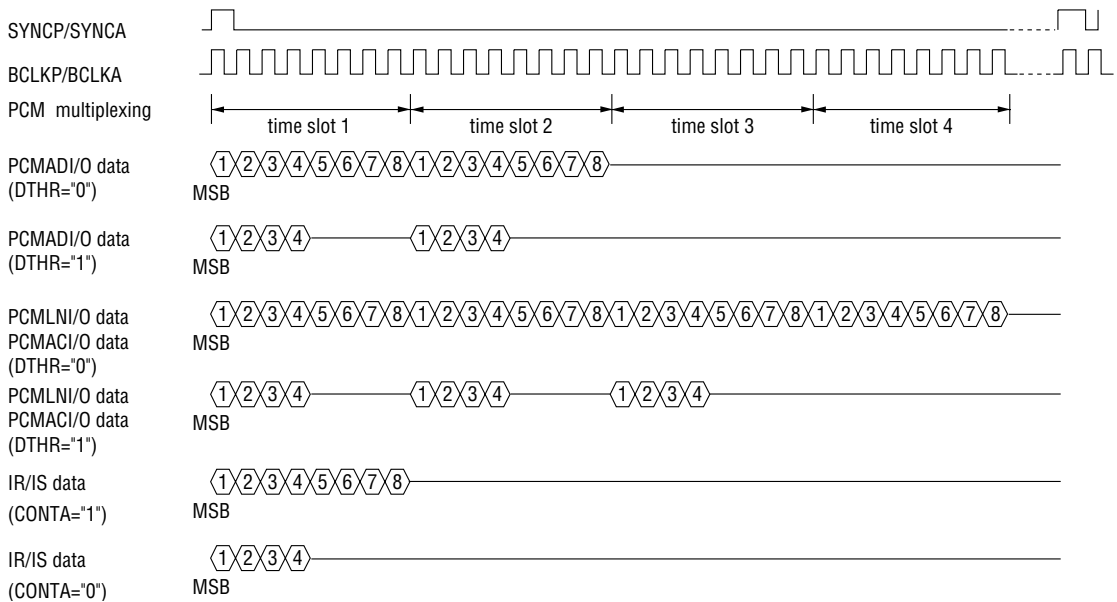 SYNCP/SYNCA
BCLKP/BCLKA
PCM multiplexing
time slot 1 time slot 2 time slot 3 time slot 4
PCMADI/O data
(DTHR="0")
1 2 3 4 5 6 7 8 1 2 3 4 5 6 7 8
MSB
PCMADI/O data
(DTHR="1")
1 2 3 4 1 2 3 4
MSB
PCMLNI/O data
PCMACI/O data
(DTHR="0")
1 2 3 4 5 6 7 8 1 2 3 4 5 6 7 8 1 2 3 4 5 6 7 8 1 2 3 4 5 6 7 8
MSB
PCMLNI/O data
PCMACI/O data
(DTHR="1")
1 2 3 4 1 2 3 4 1 2 3 4
MSB
IR/IS data
(CONTA="1")
1 2 3 4 5 6 7 8
MSB
IR/IS data
(CONTA="0")
1 2 3 4
MSB